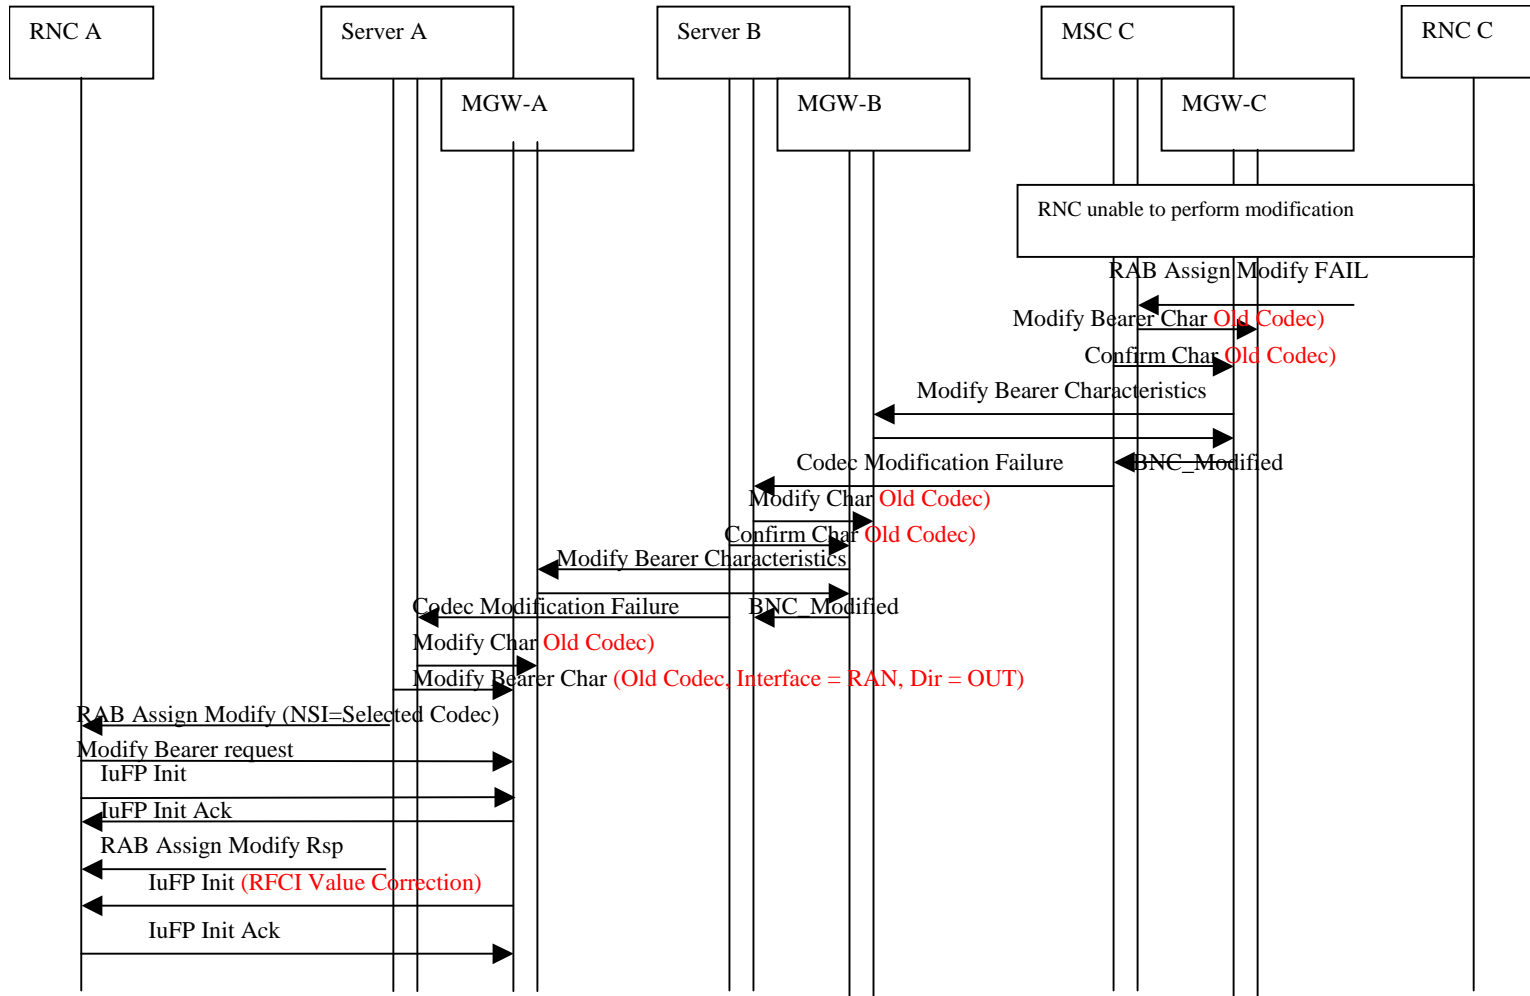 RNC A
Server A
Server B
MSC C
RNC C
MGW-A
MGW-B
MGW-C
RNC unable to perform modification
RAB Assign Modify FAIL
Modify Bearer Char Old Codec)
Confirm Char Old Codec)
Modify Bearer Characteristics
Codec Modification Failure
BNC_Modified
Modify Char Old Codec)
Confirm Char Old Codec)
Modify Bearer Characteristics
Codec Modification Failure
BNC_Modified
Modify Char Old Codec)
Modify Bearer Char (Old Codec, Interface = RAN, Dir = OUT)
RAB Assign Modify (NSI=Selected Codec)
Modify Bearer request
IuFP Init
IuFP Init Ack
RAB Assign Modify Rsp
IuFP Init (RFCI Value Correction)
IuFP Init Ack